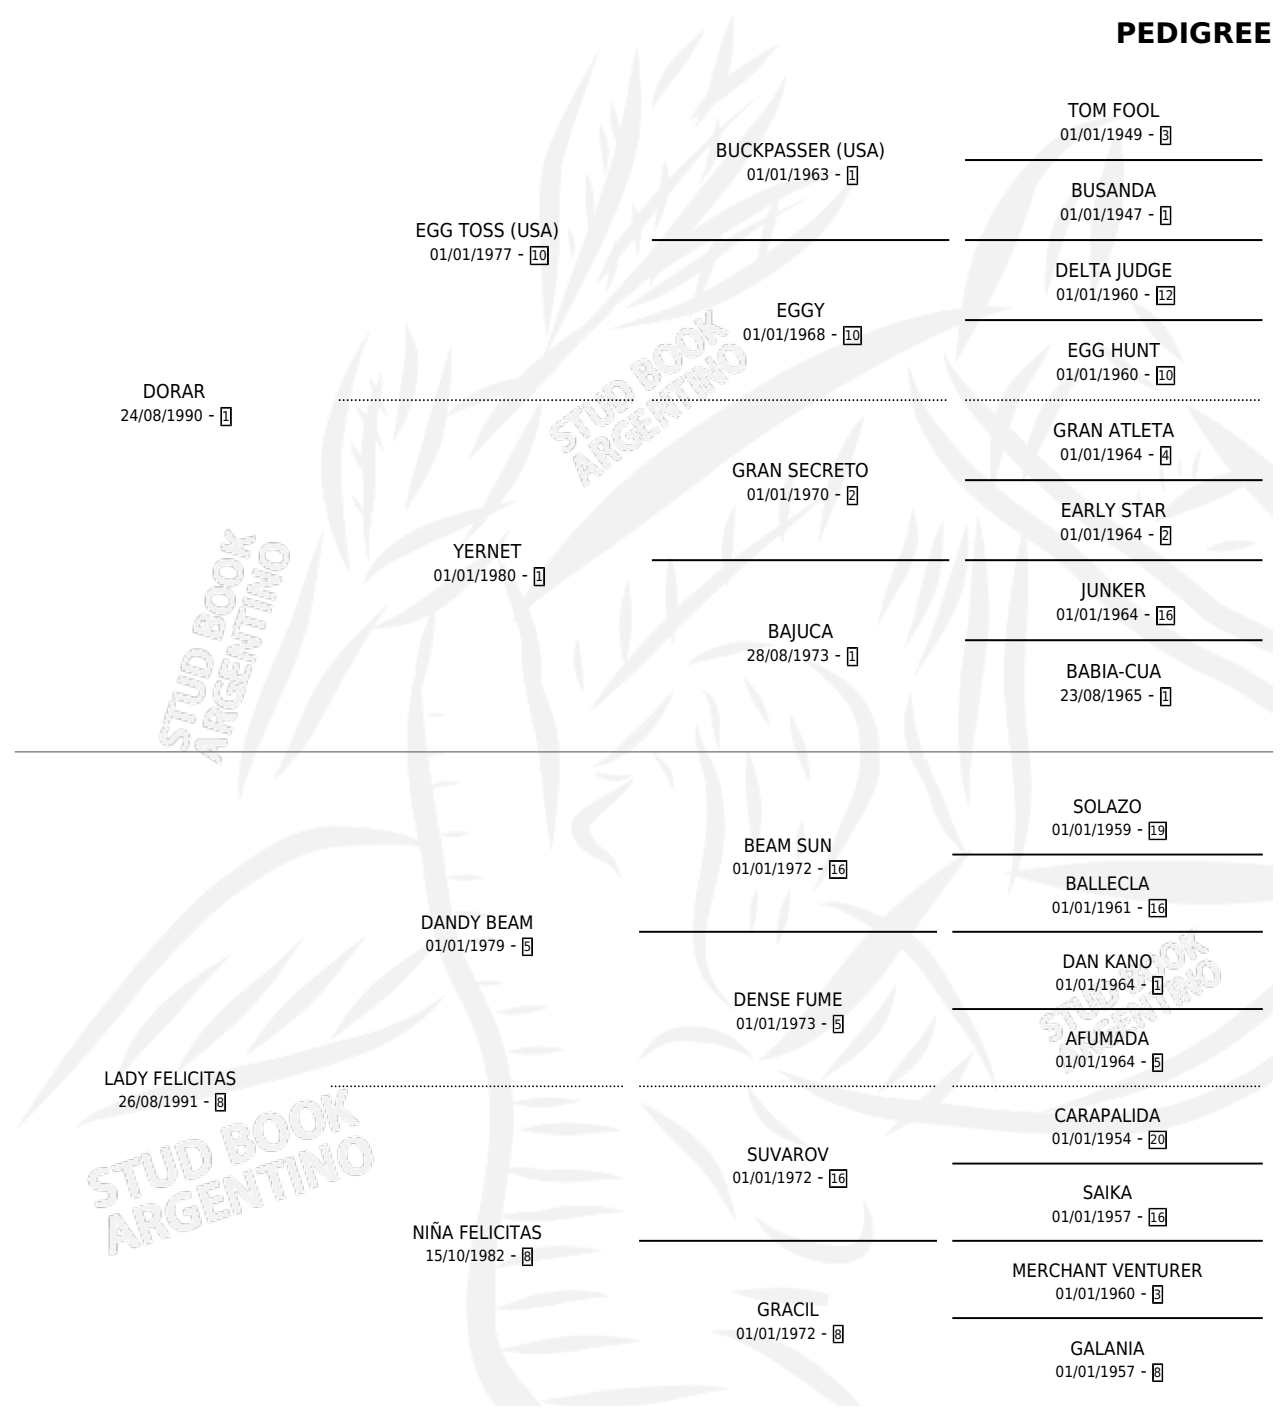 PEDIGREE
TOM FOOL
01/01/1949 - 3
BUCKPASSER (USA)
01/01/1963 - 1
BUSANDA
01/01/1947 - 1
EGG TOSS (USA)
01/01/1977 - 10
DELTA JUDGE
01/01/1960 - 12
EGGY
01/01/1968 - 10
EGG HUNT
01/01/1960 - 10
DORAR
24/08/1990 - 1
GRAN ATLETA
01/01/1964 - 4
GRAN SECRETO
01/01/1970 - 2
EARLY STAR
01/01/1964 - 2
YERNET
01/01/1980 - 1
JUNKER
01/01/1964 - 16
BAJUCA
28/08/1973 - 1
BABIA-CUA
23/08/1965 - 1
SOLAZO
01/01/1959 - 19
BEAM SUN
01/01/1972 - 16
BALLECLA
01/01/1961 - 16
DANDY BEAM
01/01/1979 - 5
DAN KANO
01/01/1964 - 1
DENSE FUME
01/01/1973 - 5
AFUMADA
01/01/1964 - 5
LADY FELICITAS
26/08/1991 - 8
CARAPALIDA
01/01/1954 - 20
SUVAROV
01/01/1972 - 16
SAIKA
01/01/1957 - 16
NIÑA FELICITAS
15/10/1982 - 8
MERCHANT VENTURER
01/01/1960 - 3
GRACIL
01/01/1972 - 8
GALANIA
01/01/1957 - 8
STUD BOOK
ARGENTINO
STUD BOOK
ARGENTINO
STUD BOOK
ARGENTINO
STUD BOOK
ARGENTINO